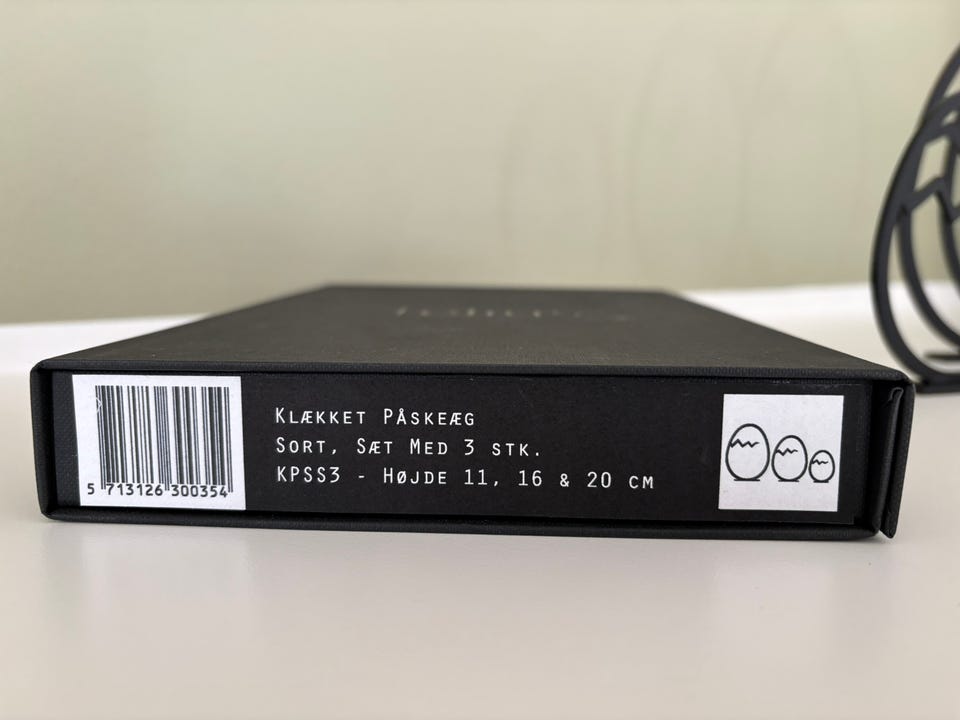 Klækket Påskeæg
Sort, Sæt Med 3 stk.
KPSS3 - Højde 11, 16 & 20 cm
5 713126 300354